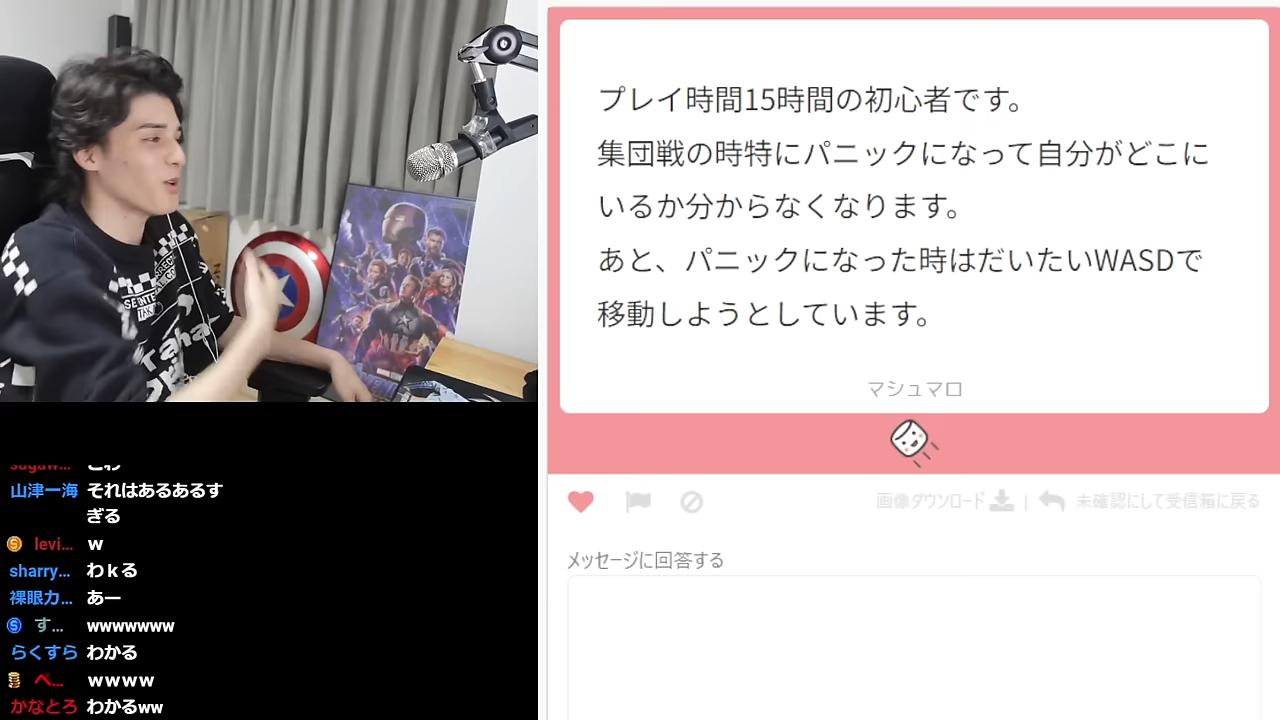 プレイ時間15時間の初心者です。
集団戦の時特にパニックになって自分がどこに
いるか分からなくなります。
あと、パニックになった時はだいたいWASDで
移動しようとしています。
マシュマロ
画像ダウンロード | 未確認にして受信箱に戻る
メッセージに回答する
山津一海 それはあるあるす
ぎる
levi... w
sharry... わｋる
裸眼力... あー
す... wwwwwww
らくすら わかる
ペ... ｗｗｗｗ
かなとろ わかるww